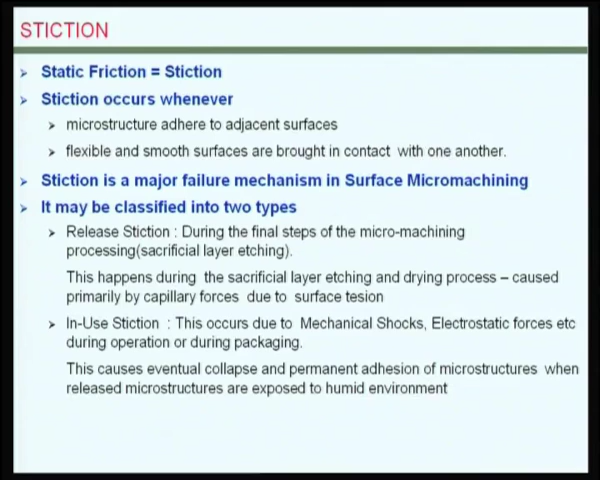 STICTION
Static Friction = Stiction
Stiction occurs whenever
microstructure adhere to adjacent surfaces
flexible and smooth surfaces are brought in contact with one another.
Stiction is a major failure mechanism in Surface Micromachining
It may be classified into two types
Release Stiction : During the final steps of the micro-machining
processing(sacrificial layer etching).
This happens during the sacrificial layer etching and drying process – caused
primarily by capillary forces due to surface tesion
In-Use Stiction : This occurs due to Mechanical Shocks, Electrostatic forces etc
during operation or during packaging.
This causes eventual collapse and permanent adhesion of microstructures when
released microstructures are exposed to humid environment